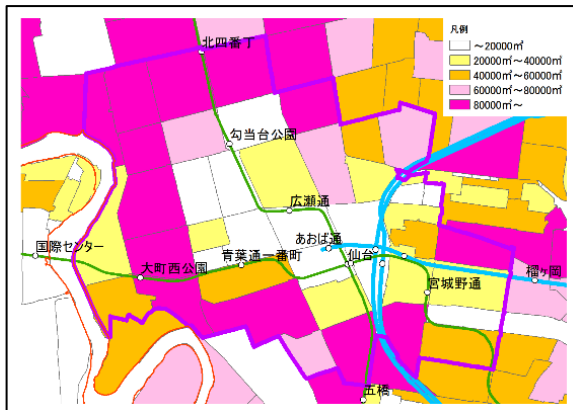 凡例
～20000㎡
20000㎡～40000㎡
40000㎡～60000㎡
60000㎡～80000㎡
80000㎡～
北四番丁
勾当台公園
広瀬通
あおば通
国際センター
青葉通一番町
仙台
大町西公園
榴ヶ岡
宮城野通
五橋